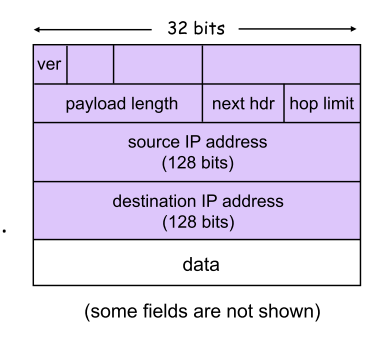 32 bits
ver
payload length next hdr hop limit
source IP address
(128 bits)
destination IP address
(128 bits)
.
data
(some fields are not shown)